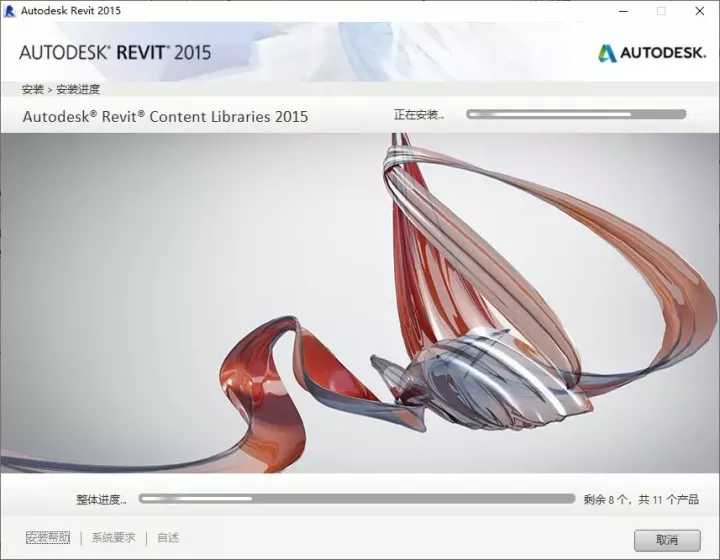 Autodesk Revit 2015
AUTODESK® REVIT® 2015
AUTODESK.
安装 > 安装进度
Autodesk® Revit® Content Libraries 2015
正在安装...
整体进度...
剩余 8 个，共 11 个产品
安装帮助 | 系统要求 | 自述
取消